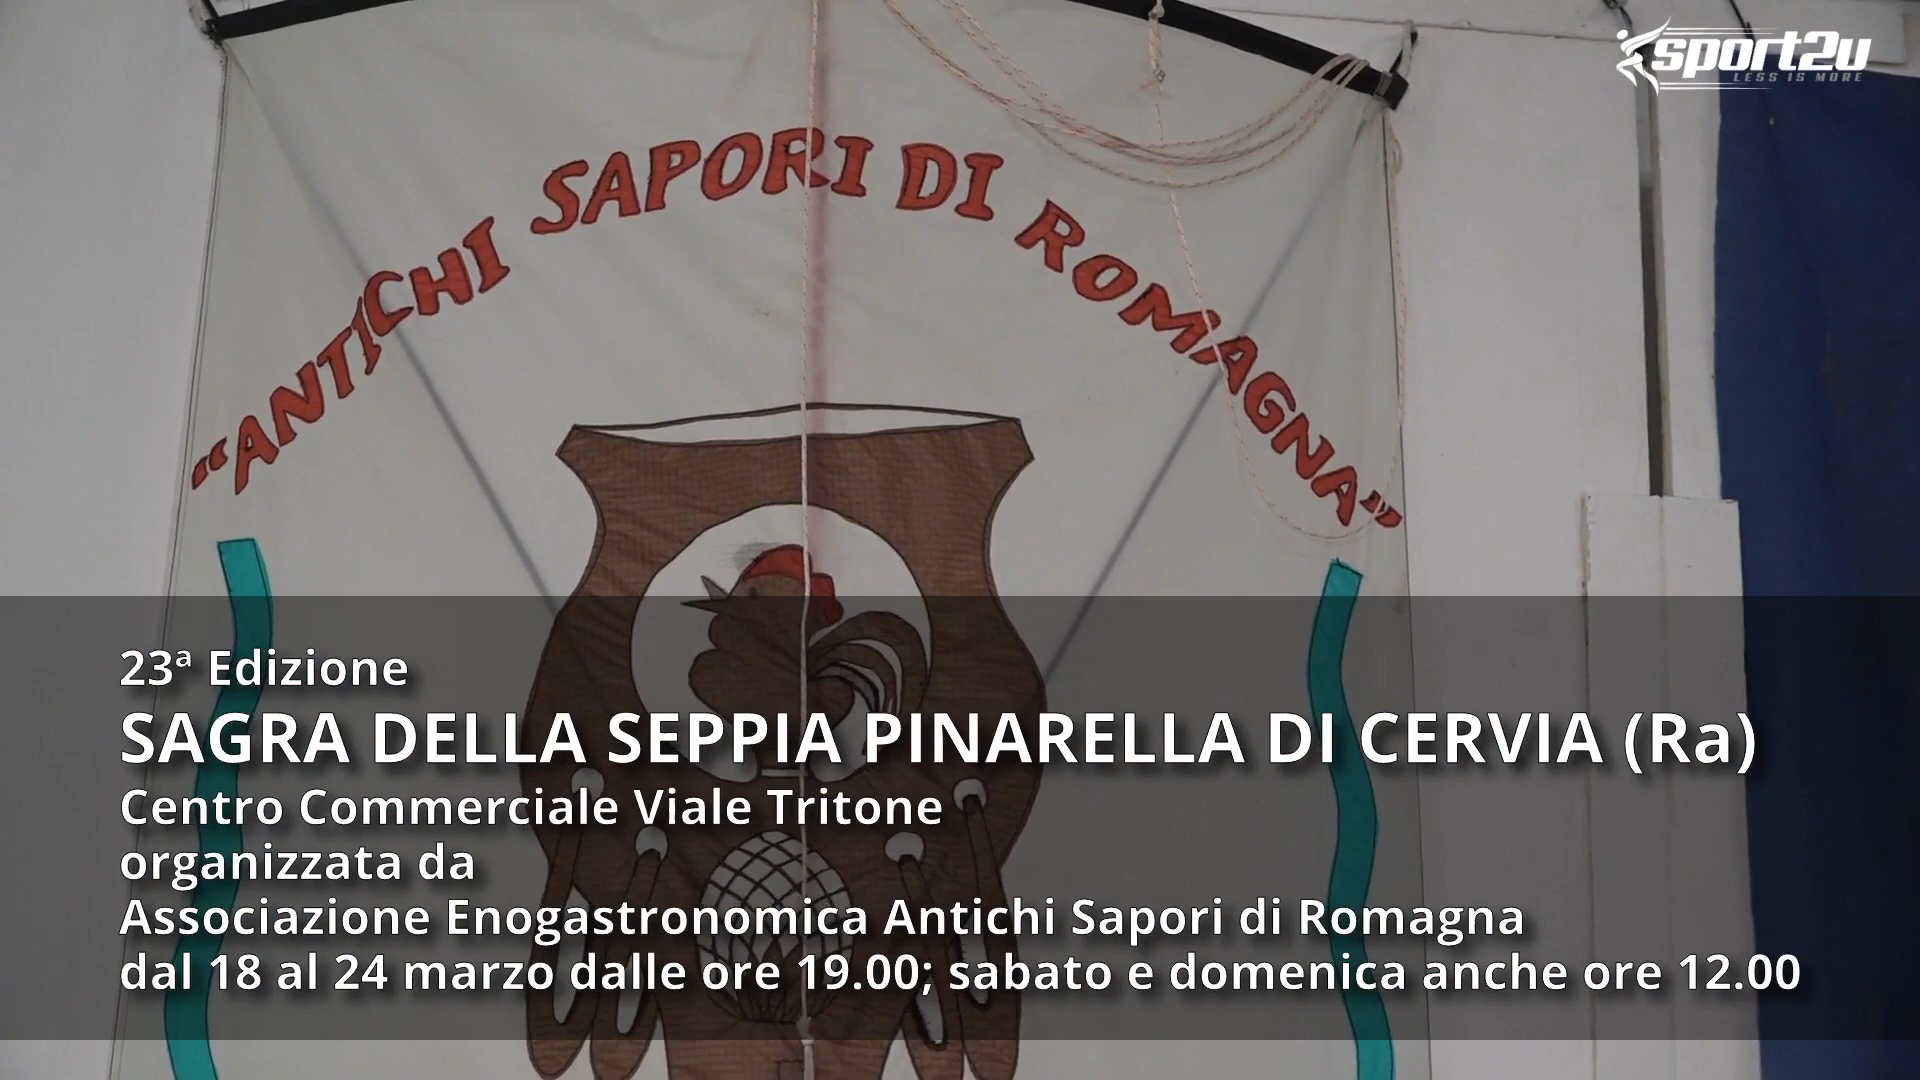 sport2u
LESS IS MORE
"ANTICHI SAPORI DI ROMAGNA"
23ª Edizione
SAGRA DELLA SEPPIA PINARELLA DI CERVIA (Ra)
Centro Commerciale Viale Tritone
organizzata da
Associazione Enogastronomica Antichi Sapori di Romagna
dal 18 al 24 marzo dalle ore 19.00; sabato e domenica anche ore 12.00